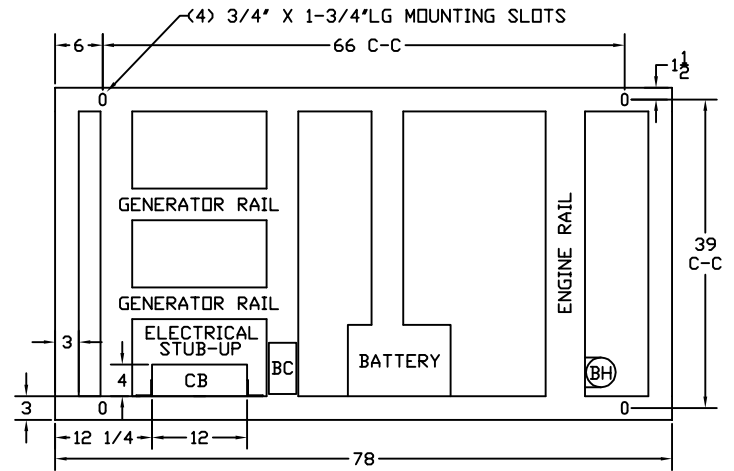 (4) 3/4" X 1-3/4"LG MOUNTING SLOTS
6
66 C-C
1 1/2
0
0
GENERATOR RAIL
ENGINE RAIL
39
C-C
GENERATOR RAIL
3
ELECTRICAL
STUB-UP
BATTERY
BC
BH
4
CB
3
0
0
12 1/4
12
78